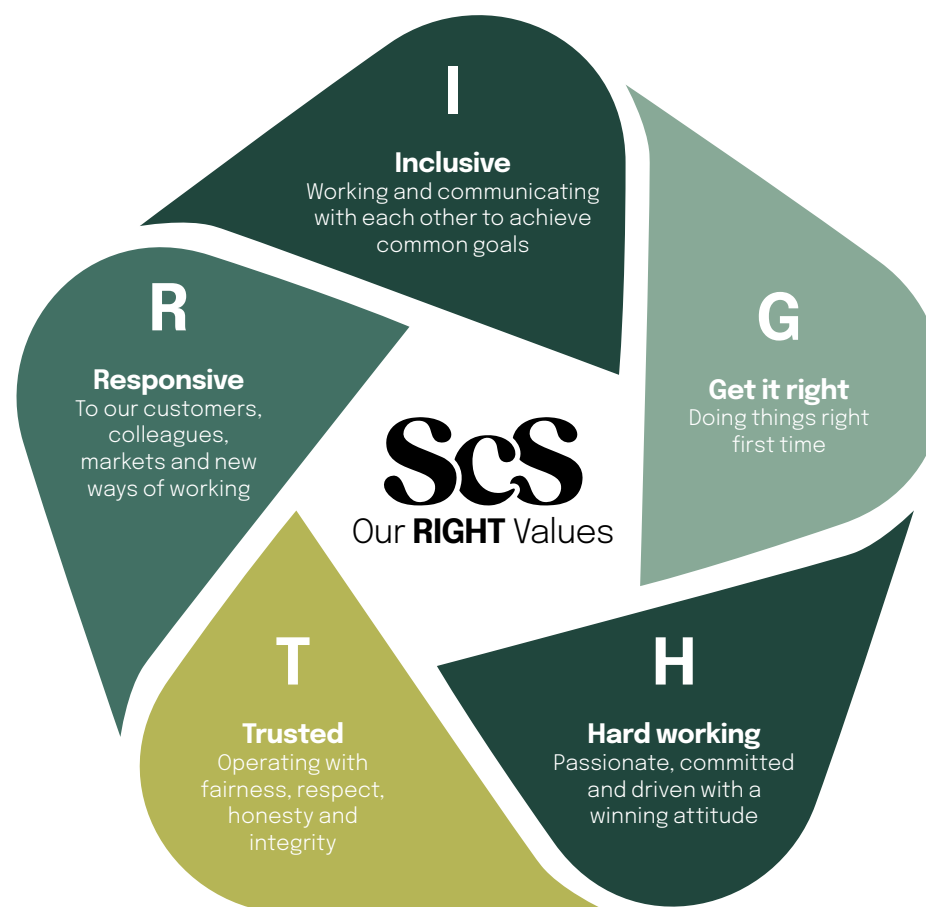 I
Inclusive
Working and communicating
with each other to achieve
common goals
R
Responsive
To our customers,
colleagues,
markets and new
ways of working
G
Get it right
Doing things right
first time
ScS
Our RIGHT Values
T
Trusted
Operating with
fairness, respect,
honesty and
integrity
H
Hard working
Passionate, committed
and driven with a
winning attitude